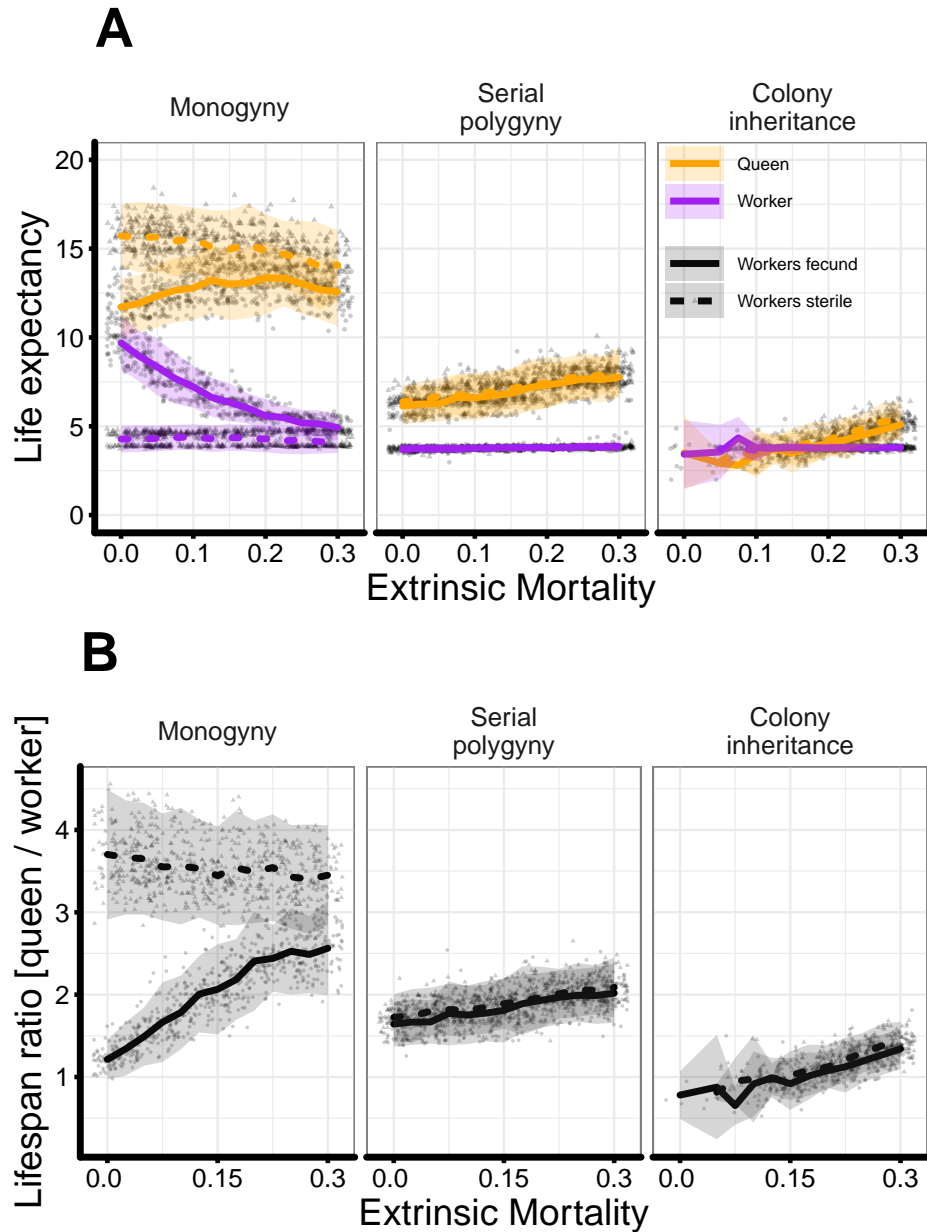 A
Monogyny
Serial
polygyny
Colony
inheritance
Life expectancy
20
15
10
5
0
Queen
Worker
Workers fecund
Workers sterile
0.0 0.1 0.2 0.3
0.0 0.1 0.2 0.3
0.0 0.1 0.2 0.3
Extrinsic Mortality
B
Monogyny
Serial
polygyny
Colony
inheritance
Lifespan ratio [queen / worker]
4
3
2
1
0.0 0.15 0.3
0.0 0.15 0.3
0.0 0.15 0.3
Extrinsic Mortality